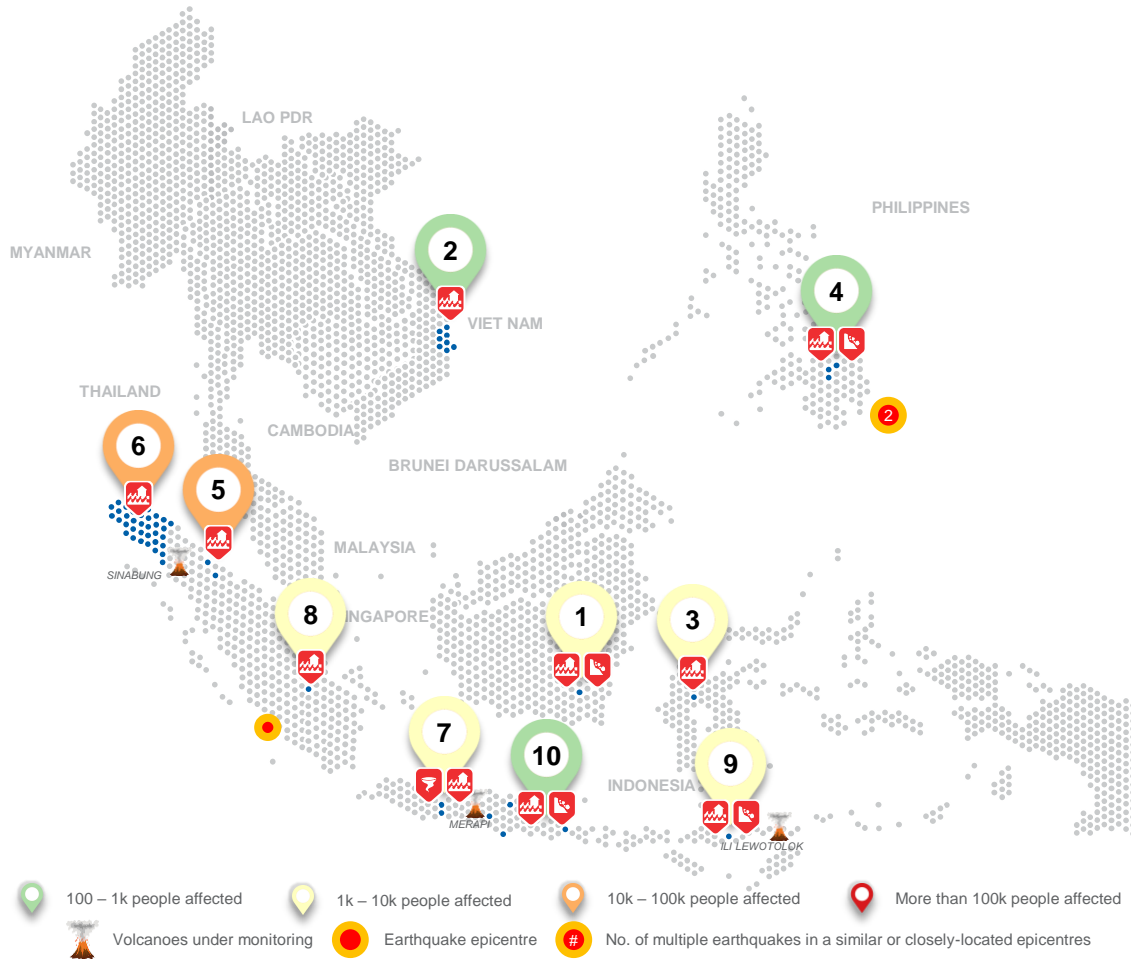 LAO PDR
PHILIPPINES
MYANMAR
2
4
VIET NAM
THAILAND
2
CAMBODIA
6
BRUNEI DARUSSALAM
5
MALAYSIA
SINABUNG
8
NGAPORE
1
3
7
10
9
INDONESIA
MERAPI
ILI LEWOTOLOK
100 – 1k people affected
1k – 10k people affected
10k – 100k people affected
More than 100k people affected
Volcanoes under monitoring
Earthquake epicentre
#
No. of multiple earthquakes in a similar or closely-located epicentres